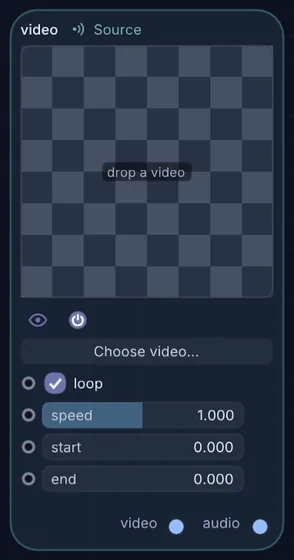 video Source
drop a video
Choose video...
loop
speed 1.000
start 0.000
end 0.000
video audio